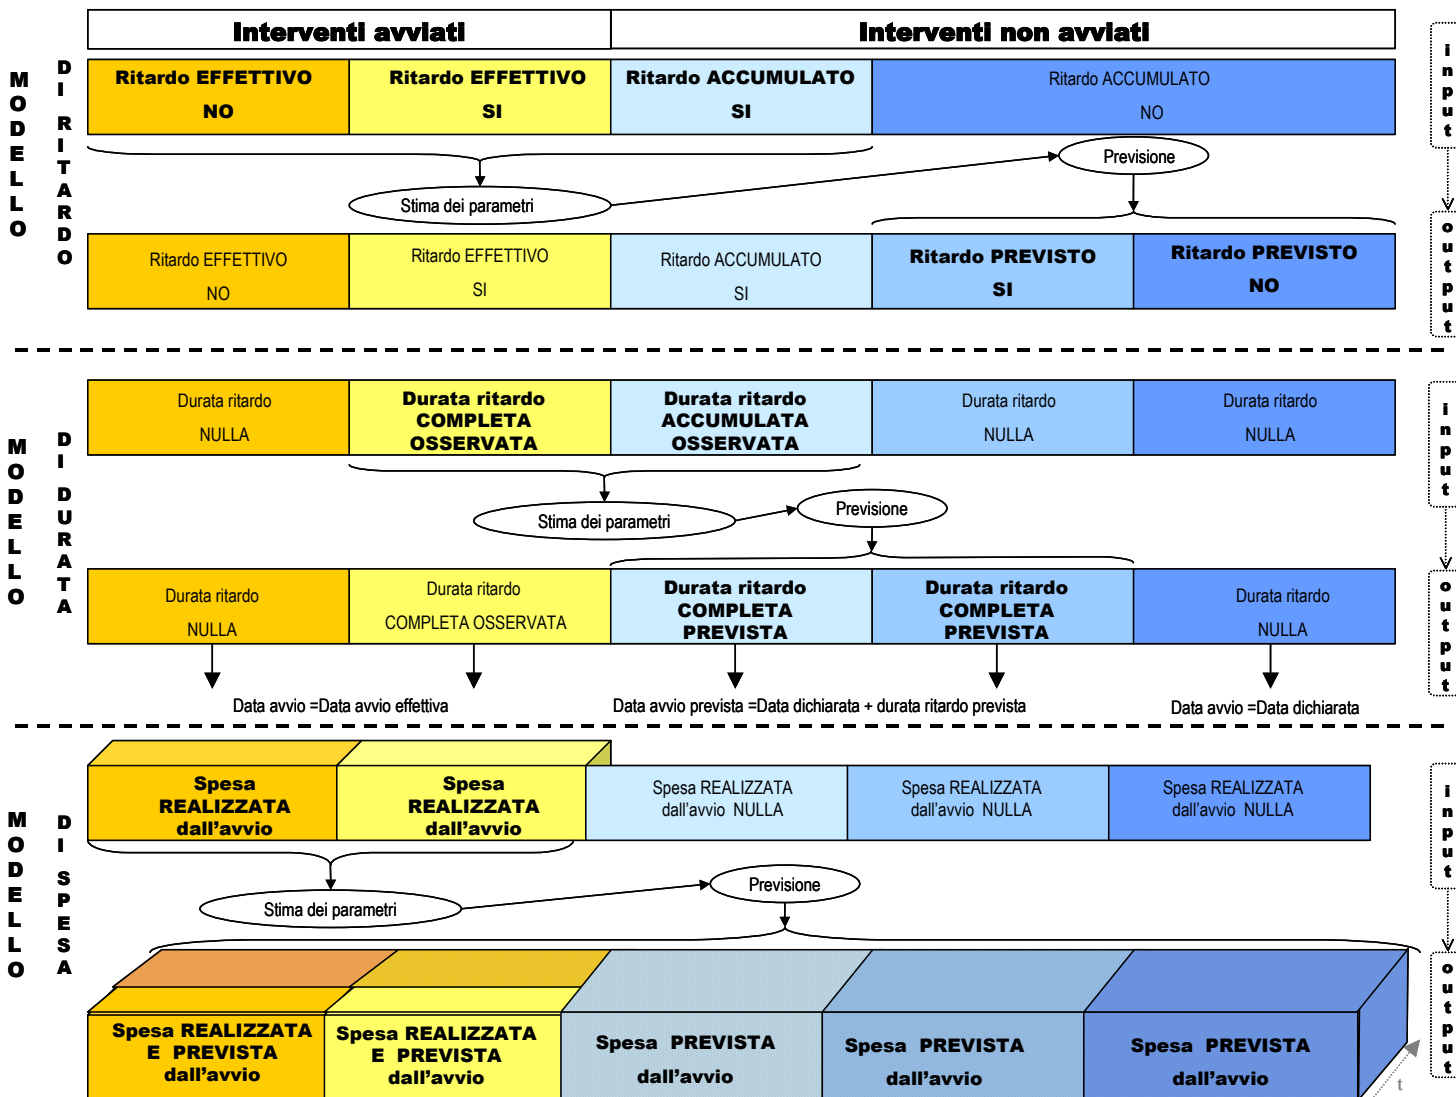 Interventi avviati
Interventi non avviati
MODELLO
DI RITARDO
input
Ritardo EFFETTIVO
NO
Ritardo EFFETTIVO
SI
Ritardo ACCUMULATO
SI
Ritardo ACCUMULATO
NO
Previsione
Stima dei parametri
output
Ritardo EFFETTIVO
NO
Ritardo EFFETTIVO
SI
Ritardo ACCUMULATO
SI
Ritardo PREVISTO
SI
Ritardo PREVISTO
NO
MODELLO
DI DURATA
input
Durata ritardo
NULLA
Durata ritardo
COMPLETA
OSSERVATA
Durata ritardo
ACCUMULATA
OSSERVATA
Durata ritardo
NULLA
Durata ritardo
NULLA
Stima dei parametri
Previsione
output
Durata ritardo
NULLA
Durata ritardo
COMPLETA OSSERVATA
Durata ritardo
COMPLETA
PREVISTA
Durata ritardo
COMPLETA
PREVISTA
Durata ritardo
NULLA
Data avvio =Data avvio effettiva
Data avvio prevista =Data dichiarata + durata ritardo prevista
Data avvio =Data dichiarata
MODELLO
DI SPESA
input
Spesa
REALIZZATA
dall'avvio
Spesa
REALIZZATA
dall'avvio
Spesa REALIZZATA
dall'avvio NULLA
Spesa REALIZZATA
dall'avvio NULLA
Spesa REALIZZATA
dall'avvio NULLA
Stima dei parametri
Previsione
output
Spesa REALIZZATA
E PREVISTA
dall'avvio
Spesa REALIZZATA
E PREVISTA
dall'avvio
Spesa PREVISTA
dall'avvio
Spesa PREVISTA
dall'avvio
Spesa PREVISTA
dall'avvio
t